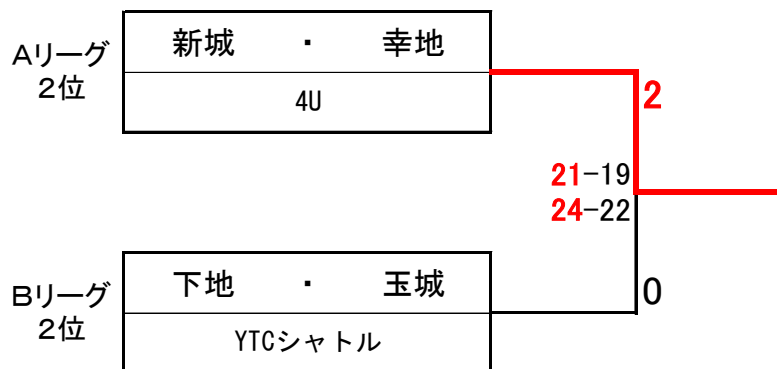 Aリーグ
2位
新城 ・ 幸地
4U
2
21-19
24-22
Bリーグ
2位
下地 ・ 玉城
YTCシャトル
0